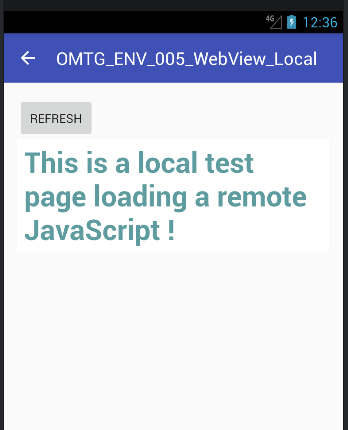 4G 12:36
OMTG_ENV_005_WebView_Local
REFRESH
This is a local test
page loading a remote
JavaScript !